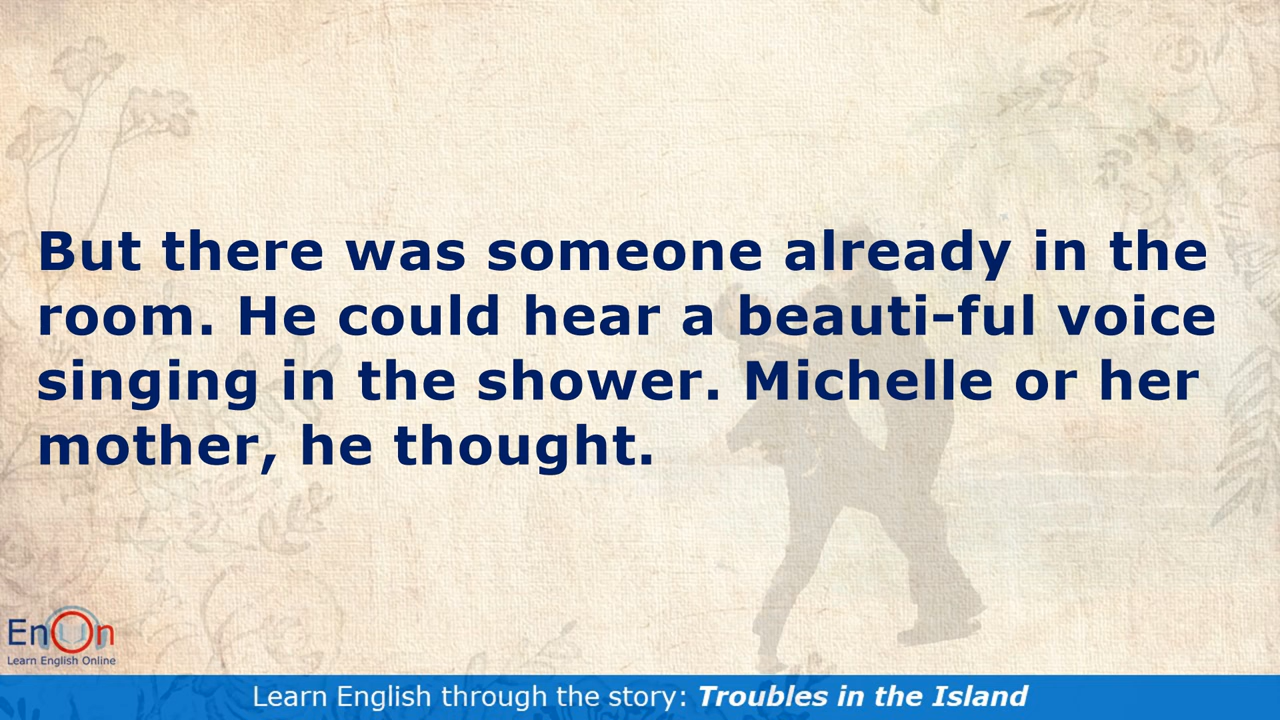 But there was someone already in the
room. He could hear a beauti-ful voice
singing in the shower. Michelle or her
mother, he thought.
EnOn
Learn English Online
Learn English through the story: Troubles in the Island